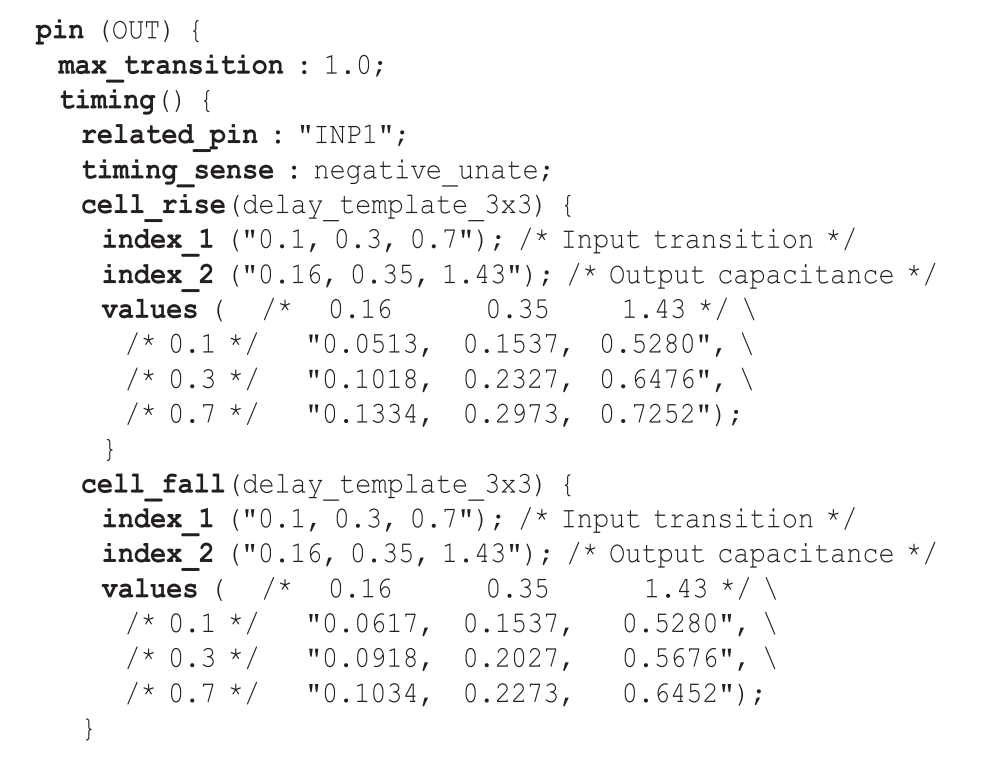 pin (OUT) {
max_transition : 1.0;
timing() {
related_pin : "INP1";
timing_sense : negative_unate;
cell_rise(delay_template_3x3) {
index_1 ("0.1, 0.3, 0.7"); /* Input transition */
index_2 ("0.16, 0.35, 1.43"); /* Output capacitance */
values ( /* 0.16 0.35 1.43 */ \
/* 0.1 */ "0.0513, 0.1537, 0.5280", \
/* 0.3 */ "0.1018, 0.2327, 0.6476", \
/* 0.7 */ "0.1334, 0.2973, 0.7252");
}
cell_fall(delay_template_3x3) {
index_1 ("0.1, 0.3, 0.7"); /* Input transition */
index_2 ("0.16, 0.35, 1.43"); /* Output capacitance */
values ( /* 0.16 0.35 1.43 */ \
/* 0.1 */ "0.0617, 0.1537, 0.5280", \
/* 0.3 */ "0.0918, 0.2027, 0.5676", \
/* 0.7 */ "0.1034, 0.2273, 0.6452");
}